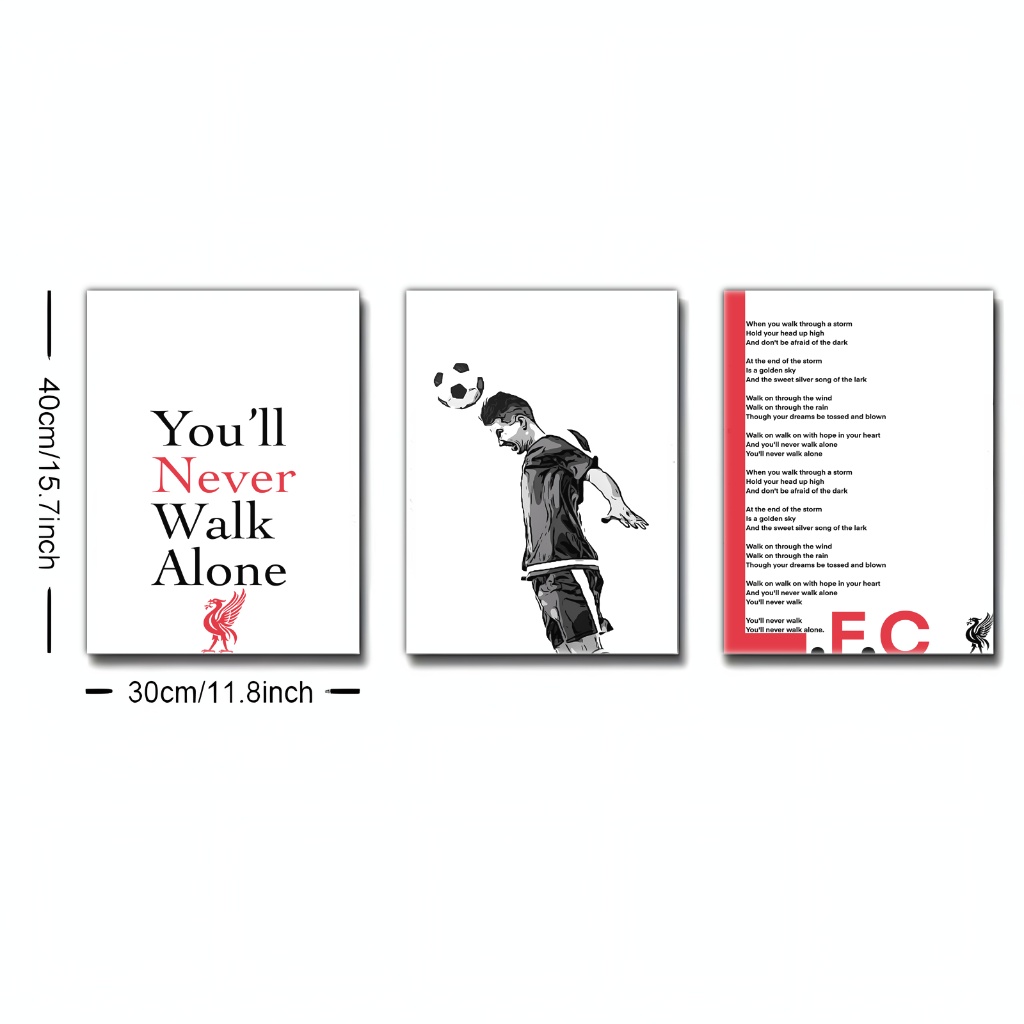 40cm/15.7inch
You'll
Never
Walk
Alone
30cm/11.8inch
When you walk through a storm
Hold your head up high
And don't be afraid of the dark
At the end of the storm
Is a golden sky
And the sweet silver song of the lark
Walk on through the wind
Walk on through the rain
Though your dreams be tossed and blown
Walk on walk on with hope in your heart
And you'll never walk alone
You'll never walk alone
When you walk through a storm
Hold your head up high
And don't be afraid of the dark
At the end of the storm
Is a golden sky
And the sweet silver song of the lark
Walk on through the wind
Walk on through the rain
Though your dreams be tossed and blown
Walk on walk on with hope in your heart
And you'll never walk alone
You'll never walk
You'll never walk
You'll never walk alone.
L.F.C